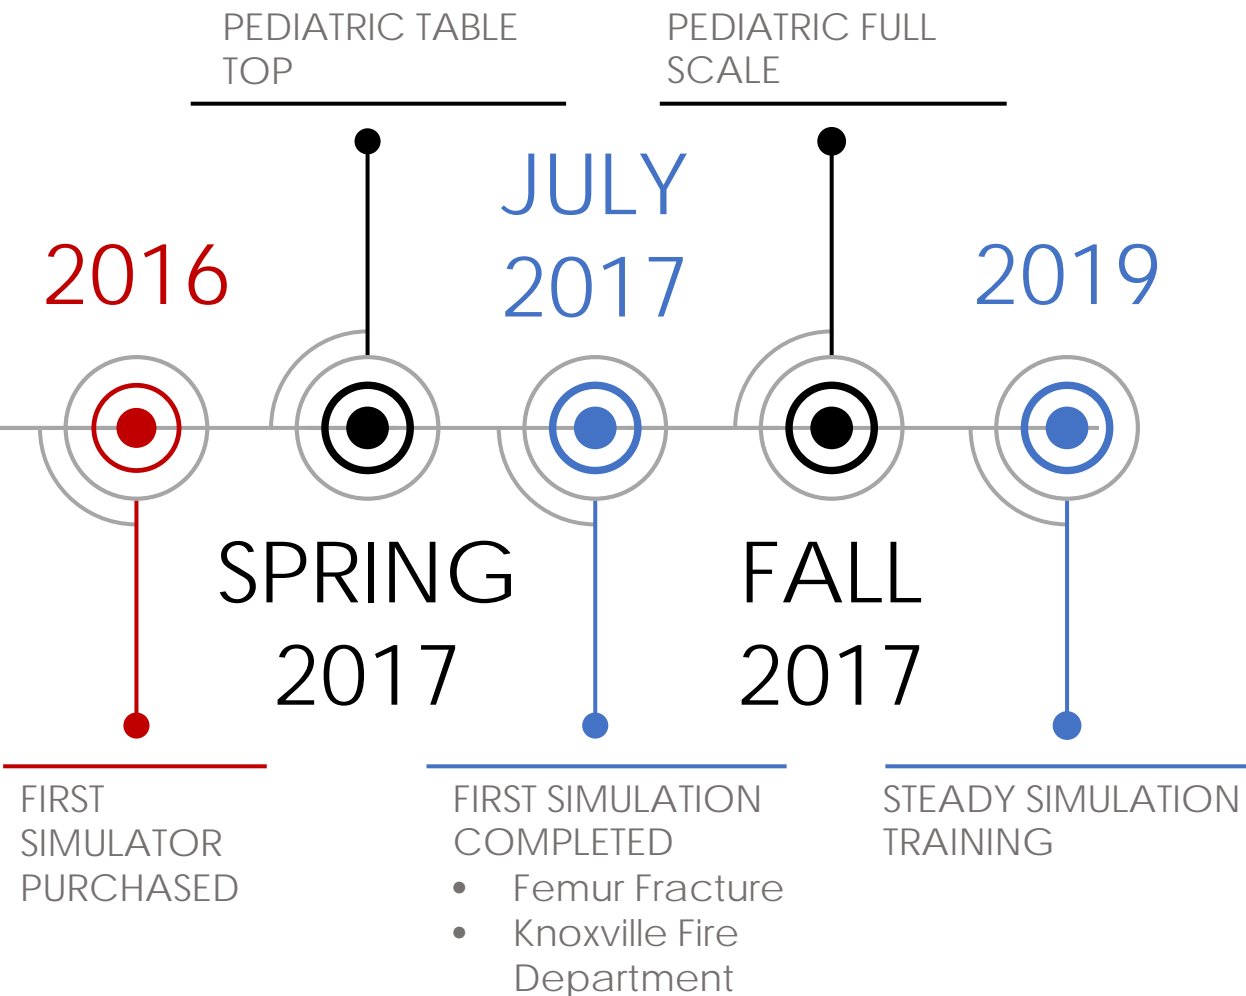 PEDIATRIC TABLE
TOP
PEDIATRIC FULL
SCALE
2016
JULY
2017
2019
SPRING
2017
FALL
2017
FIRST
SIMULATOR
PURCHASED
FIRST SIMULATION
COMPLETED
• Femur Fracture
• Knoxville Fire
Department
STEADY SIMULATION
TRAINING